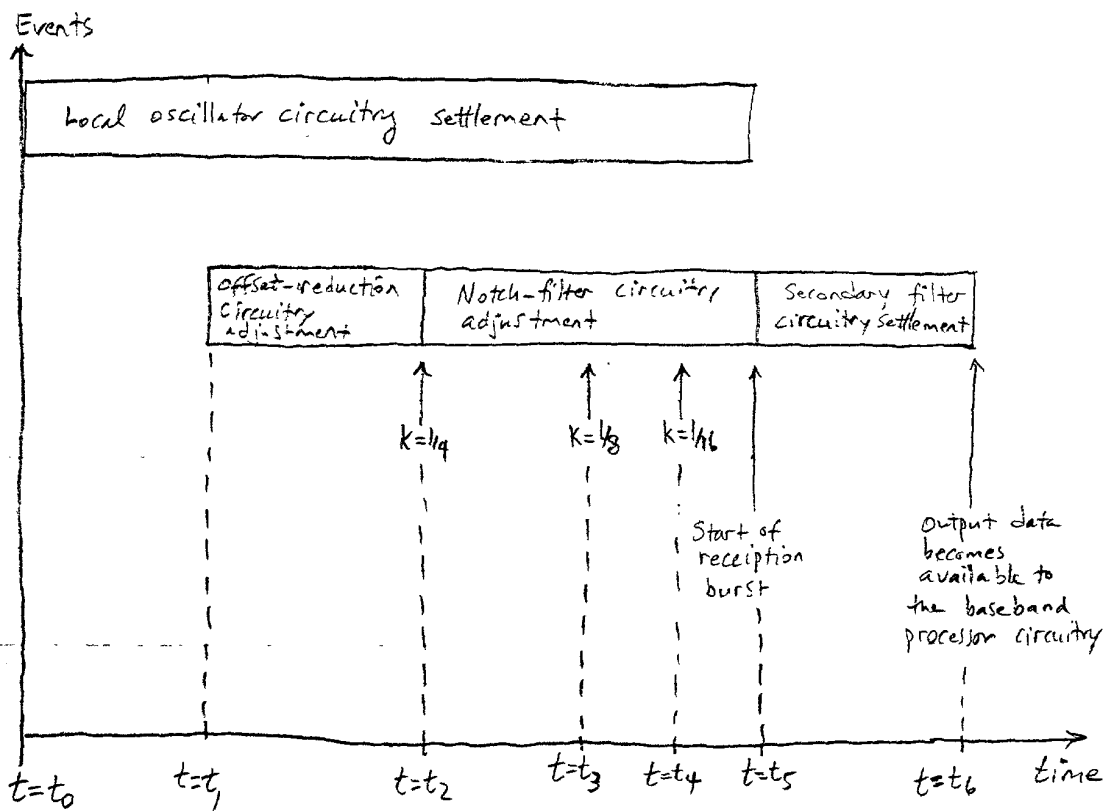 Events
Local oscillator circuitry settlement
Offset-reduction
circuitry
adjustment
Notch-filter circuitry
adjustment
Secondary filter
circuitry settlement
k=1/4
k=1/8
k=1/16
Start of
receiption
burst
Output data
becomes
available to
the baseband
processor circuitry
t=t0
t=t1
t=t2
t=t3
t=t4
t=t5
t=t6
time